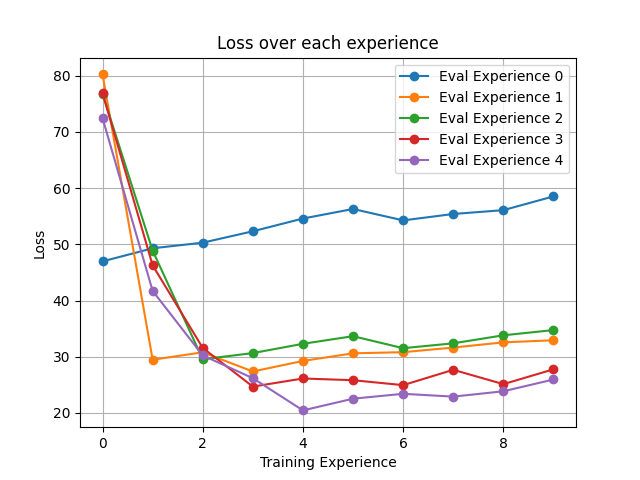 Loss over each experience
80
70
60
50
40
30
20
Loss
0
2
4
6
8
Training Experience
Eval Experience 0
Eval Experience 1
Eval Experience 2
Eval Experience 3
Eval Experience 4